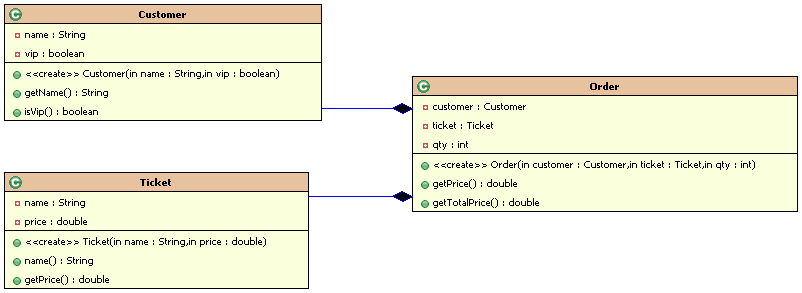 Customer
name : String
vip : boolean
<<create>> Customer(in name : String,in vip : boolean)
getName() : String
isVip() : boolean
Order
customer : Customer
ticket : Ticket
qty : int
<<create>> Order(in customer : Customer,in ticket : Ticket,in qty : int)
getPrice() : double
getTotalPrice() : double
Ticket
name : String
price : double
<<create>> Ticket(in name : String,in price : double)
name() : String
getPrice() : double